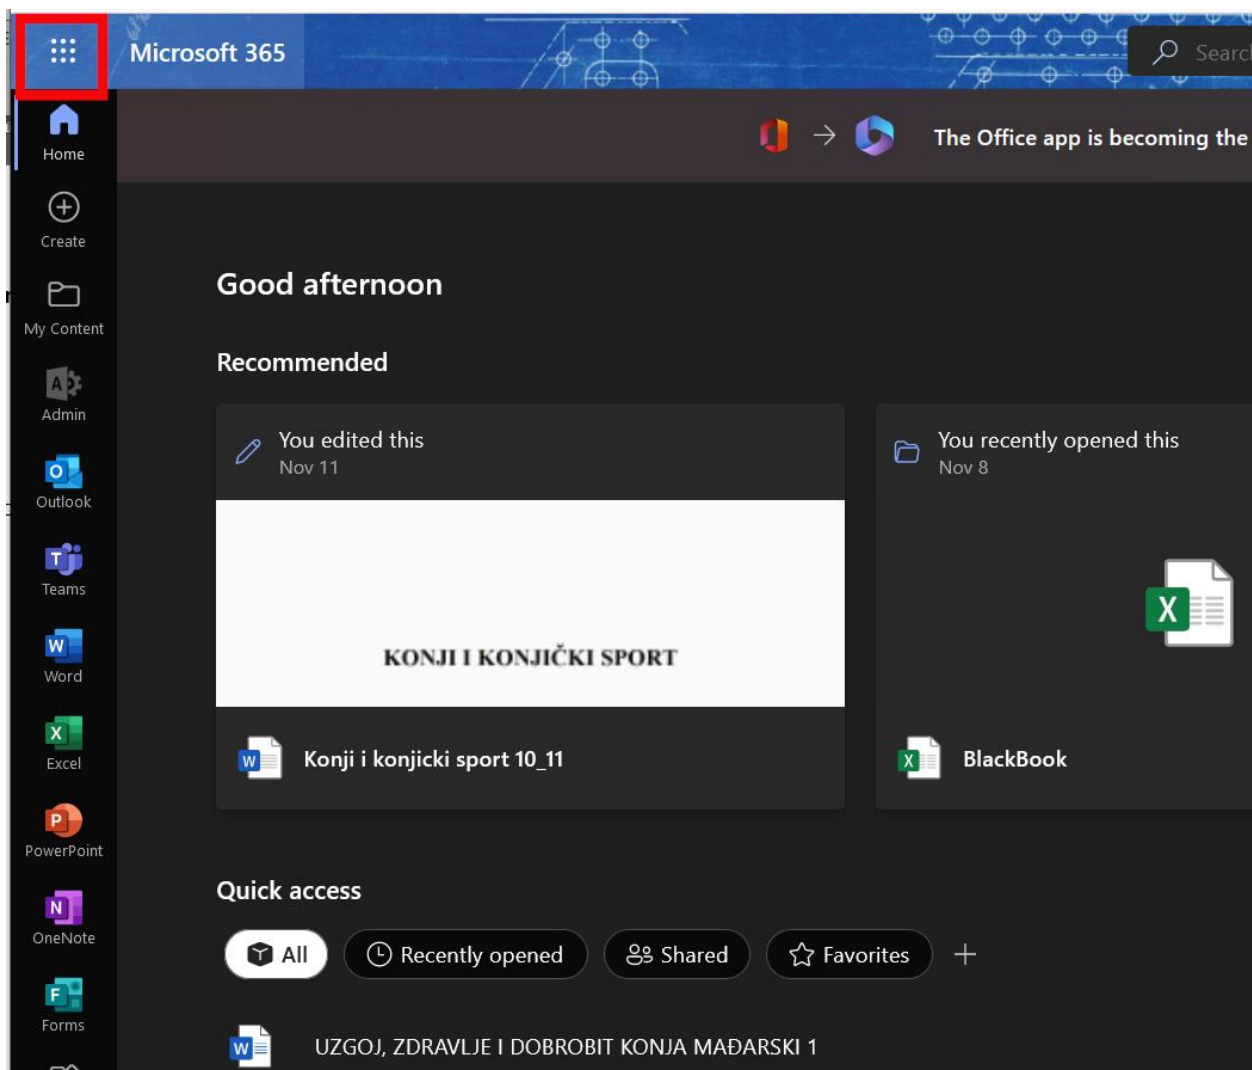 Microsoft 365
Search
The Office app is becoming the
Home
Create
My Content
Admin
Outlook
Teams
Word
Excel
PowerPoint
OneNote
Forms
Good afternoon
Recommended
You edited this
Nov 11
KONJI I KONJIČKI SPORT
Konji i konjicki sport 10_11
You recently opened this
Nov 8
BlackBook
Quick access
All
Recently opened
Shared
Favorites
UZGOJ, ZDRAVLJE I DOBROBIT KONJA MAĐARSKI 1